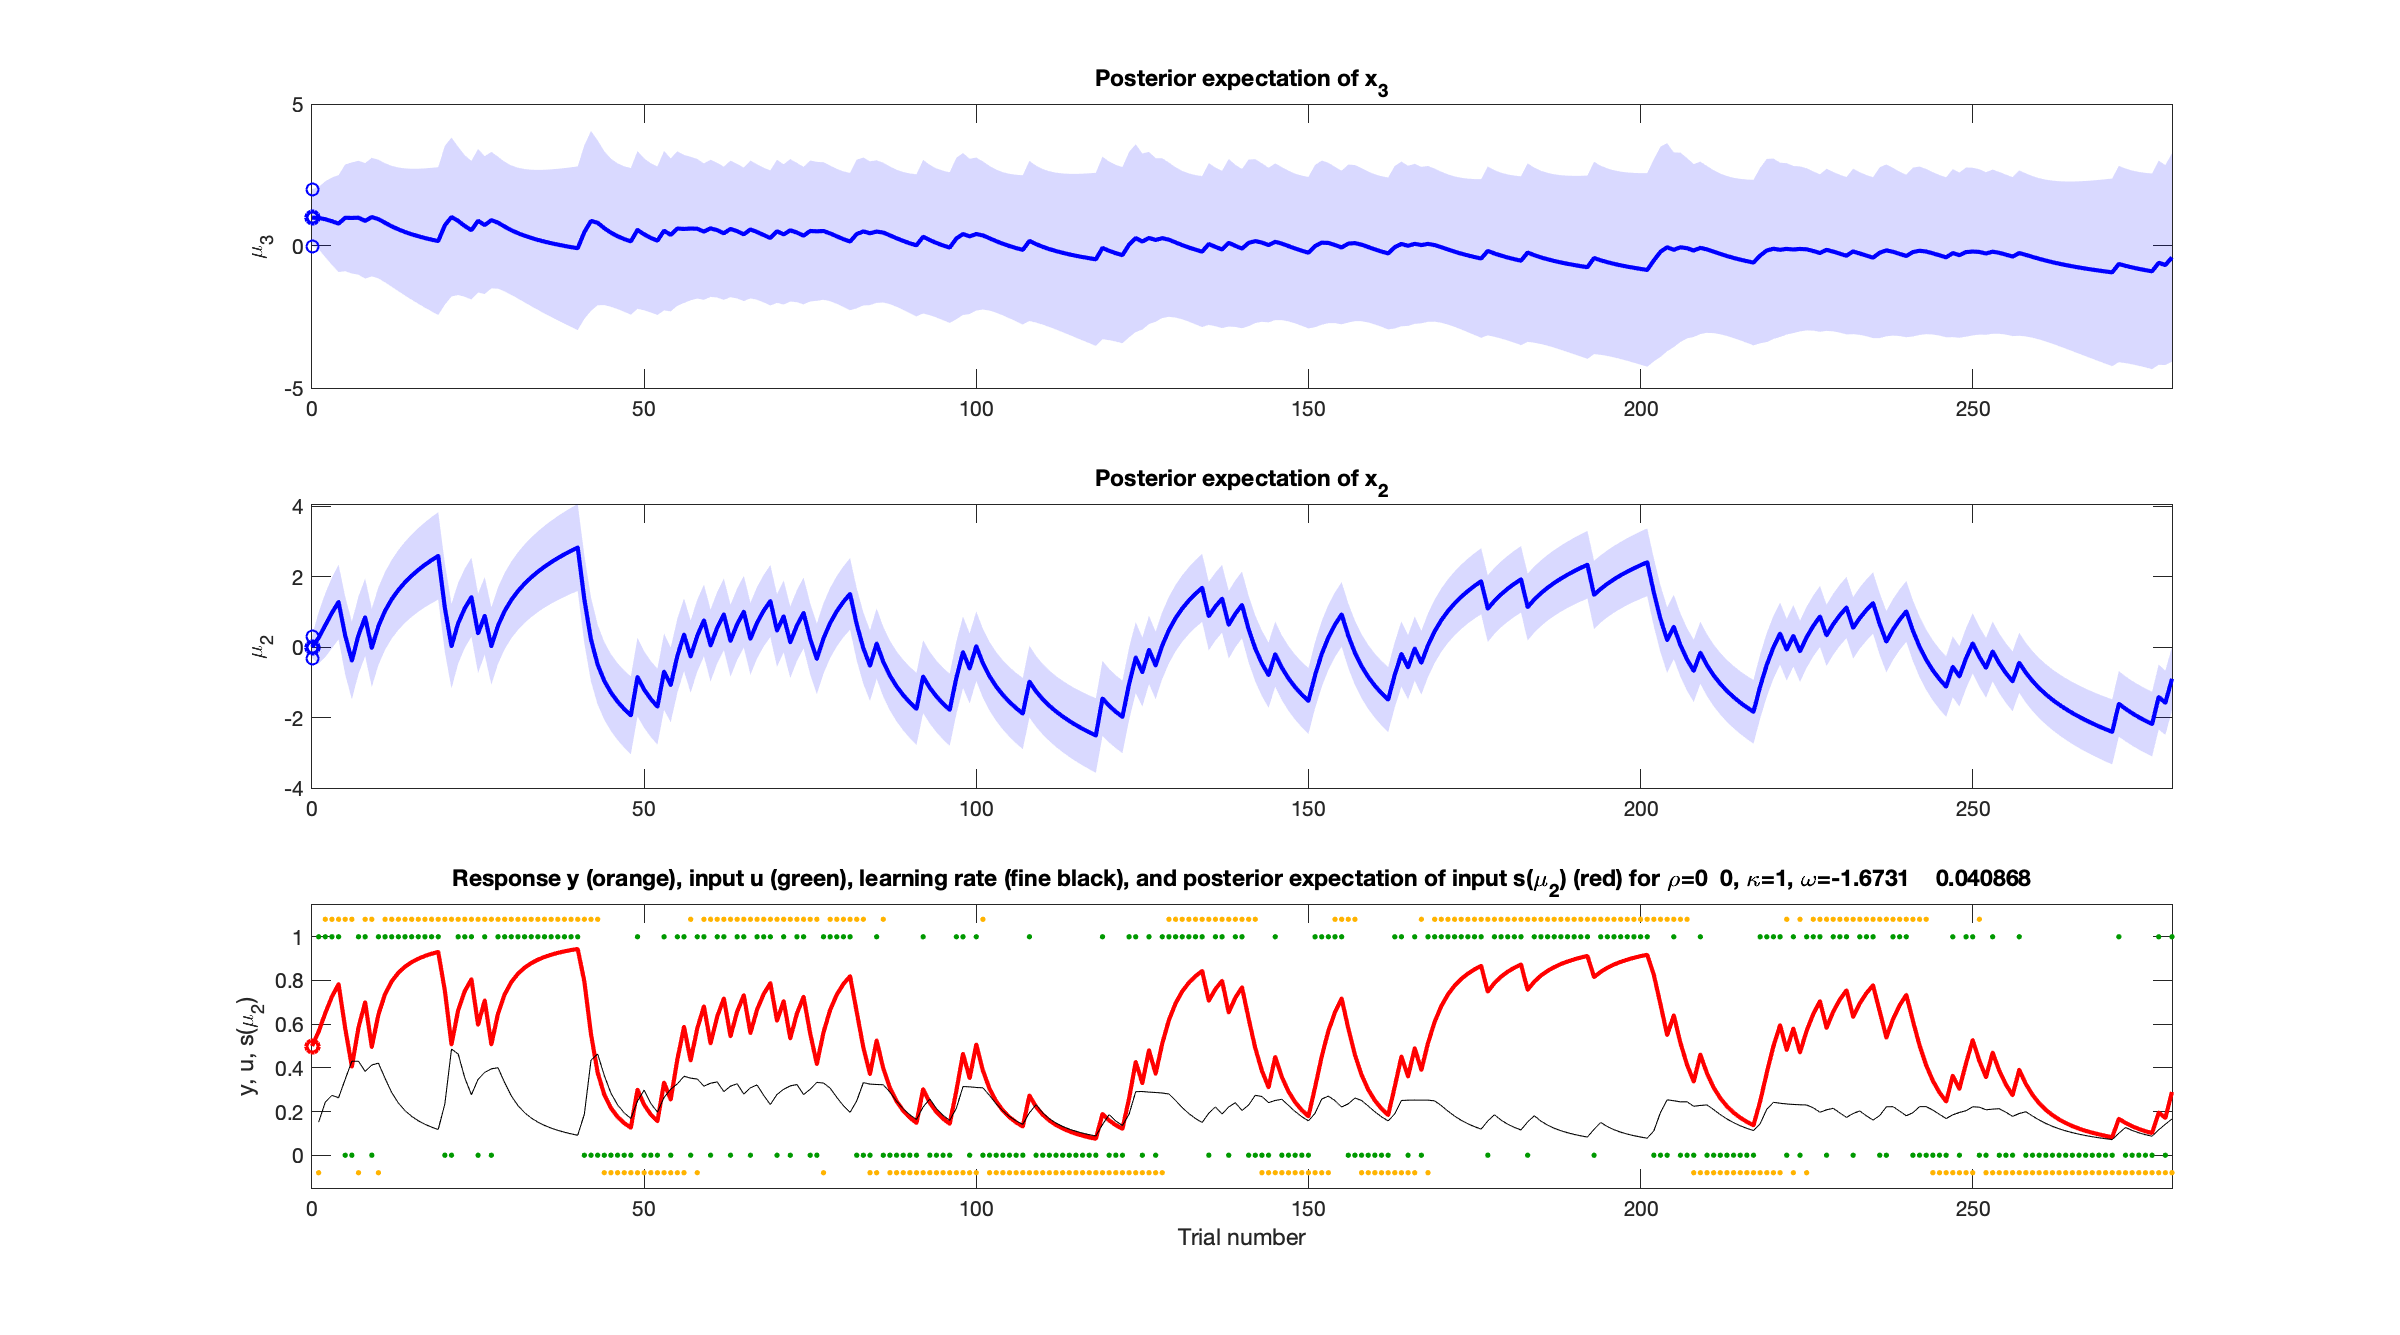 Posterior expectation of x₃
5
0
-5
μ₃
0 50 100 150 200 250
Posterior expectation of x₂
4
2
0
-2
-4
μ₂
0 50 100 150 200 250
Response y (orange), input u (green), learning rate (fine black), and posterior expectation of input s(μ₂) (red) for ρ=0 0, κ=1, ω=-1.6731 0.040868
1
0.8
0.6
0.4
0.2
0
y, u, s(μ₂)
0 50 100 150 200 250
Trial number